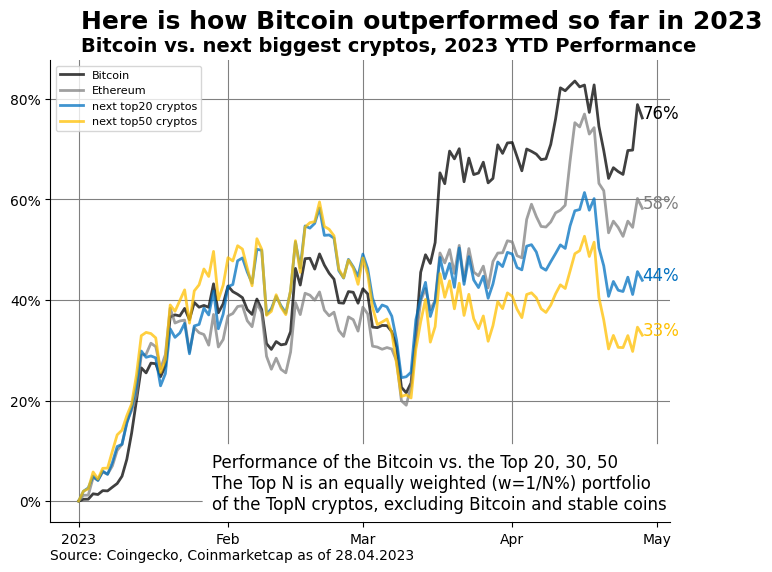 Here is how Bitcoin outperformed so far in 2023
Bitcoin vs. next biggest cryptos, 2023 YTD Performance
Bitcoin
Ethereum
next top20 cryptos
next top50 cryptos
80%
60%
40%
20%
0%
76%
58%
44%
33%
Performance of the Bitcoin vs. the Top 20, 30, 50
The Top N is an equally weighted (w=1/N%) portfolio
of the TopN cryptos, excluding Bitcoin and stable coins
2023 Feb Mar Apr May
Source: Coingecko, Coinmarketcap as of 28.04.2023